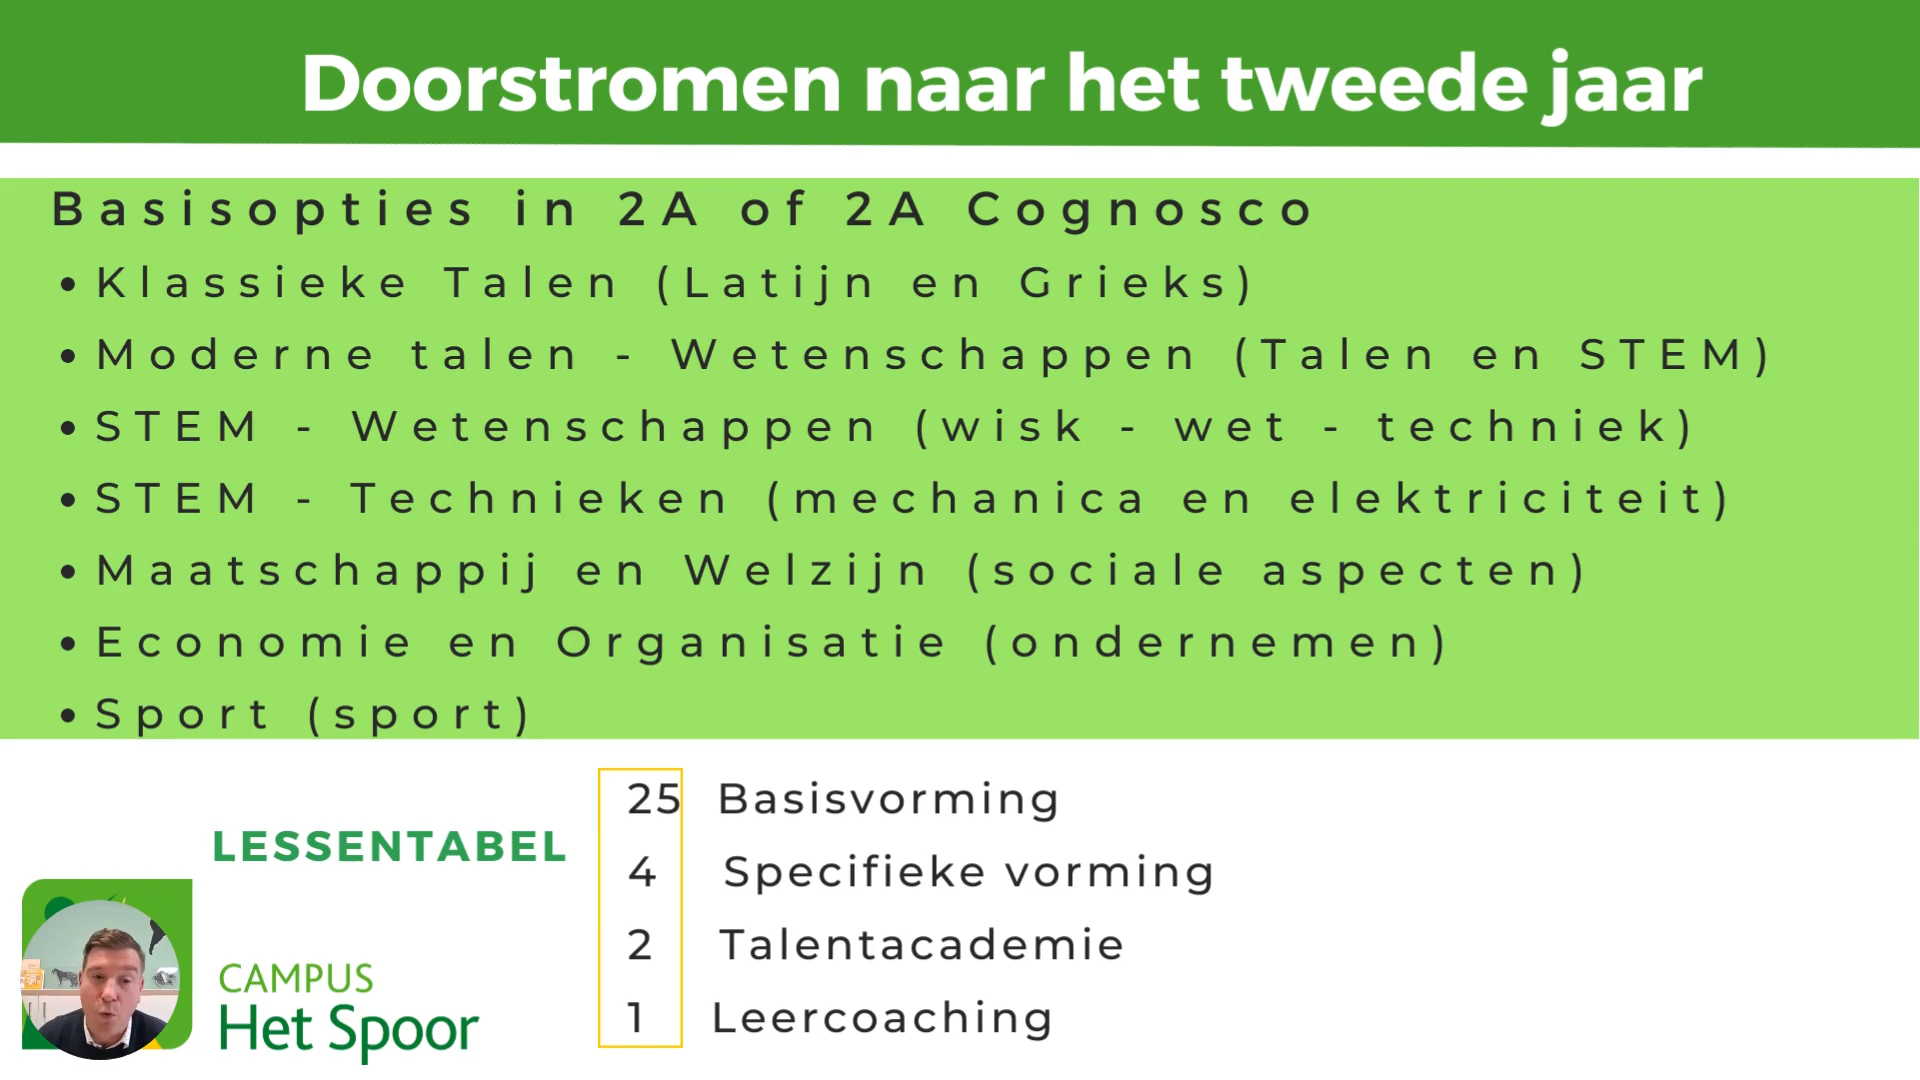 Doorstromen naar het tweede jaar
Basisopties in 2A of 2A Cognosco
• Klassieke Talen (Latijn en Grieks)
• Moderne talen - Wetenschappen (Talen en STEM)
• STEM - Wetenschappen (wisk - wet - techniek)
• STEM - Technieken (mechanica en elektriciteit)
• Maatschappij en Welzijn (sociale aspecten)
• Economie en Organisatie (ondernemen)
• Sport (sport)
LESSENTABEL
25 Basisvorming
4 Specifieke vorming
2 Talentacademie
1 Leercoaching
CAMPUS
Het Spoor